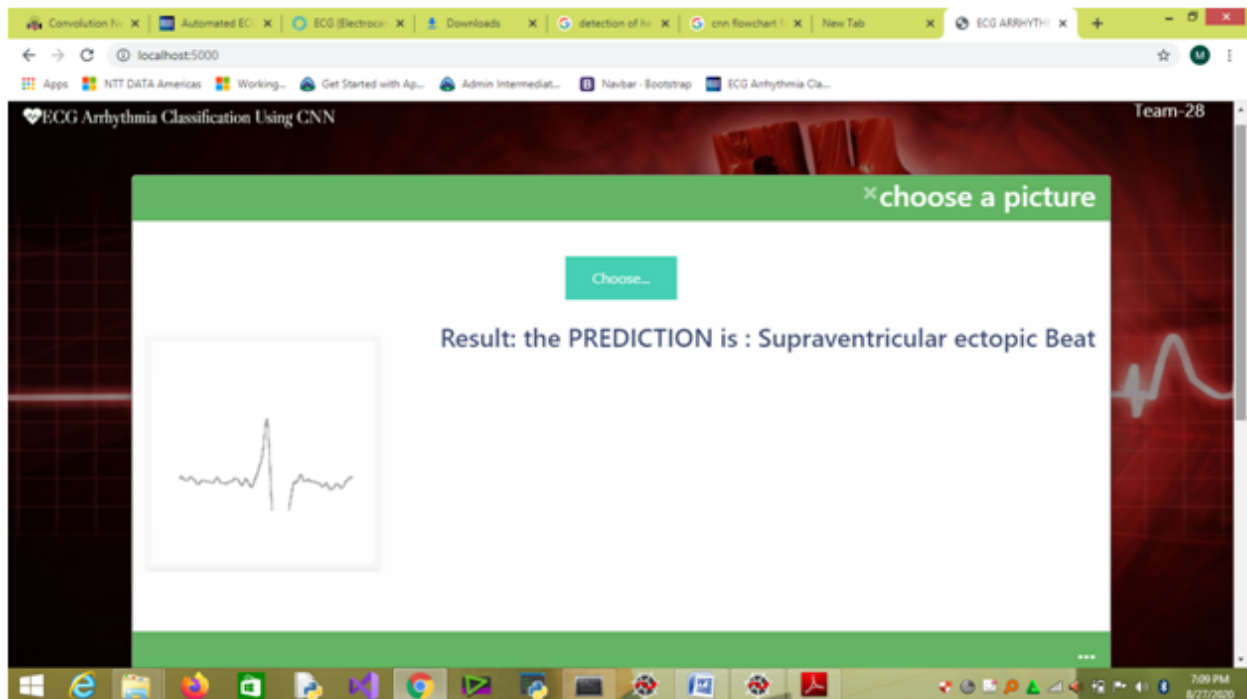 Convolution N
Automated EC
ECG (Electrocar
Downloads
detection of he
cnn flowchart f
New Tab
ECG ARRHYTH
localhost:5000
M
Apps
NTT DATA Americas
Working...
Get Started with Ap...
Admin Intermediat...
B
Navbar · Bootstrap
ECG Arrhythmia Cla...
ECG Arrhythmia Classification Using CNN
Team-28
×choose a picture
Choose...
Result: the PREDICTION is : Supraventricular ectopic Beat
...
7:09 PM
8/27/2020